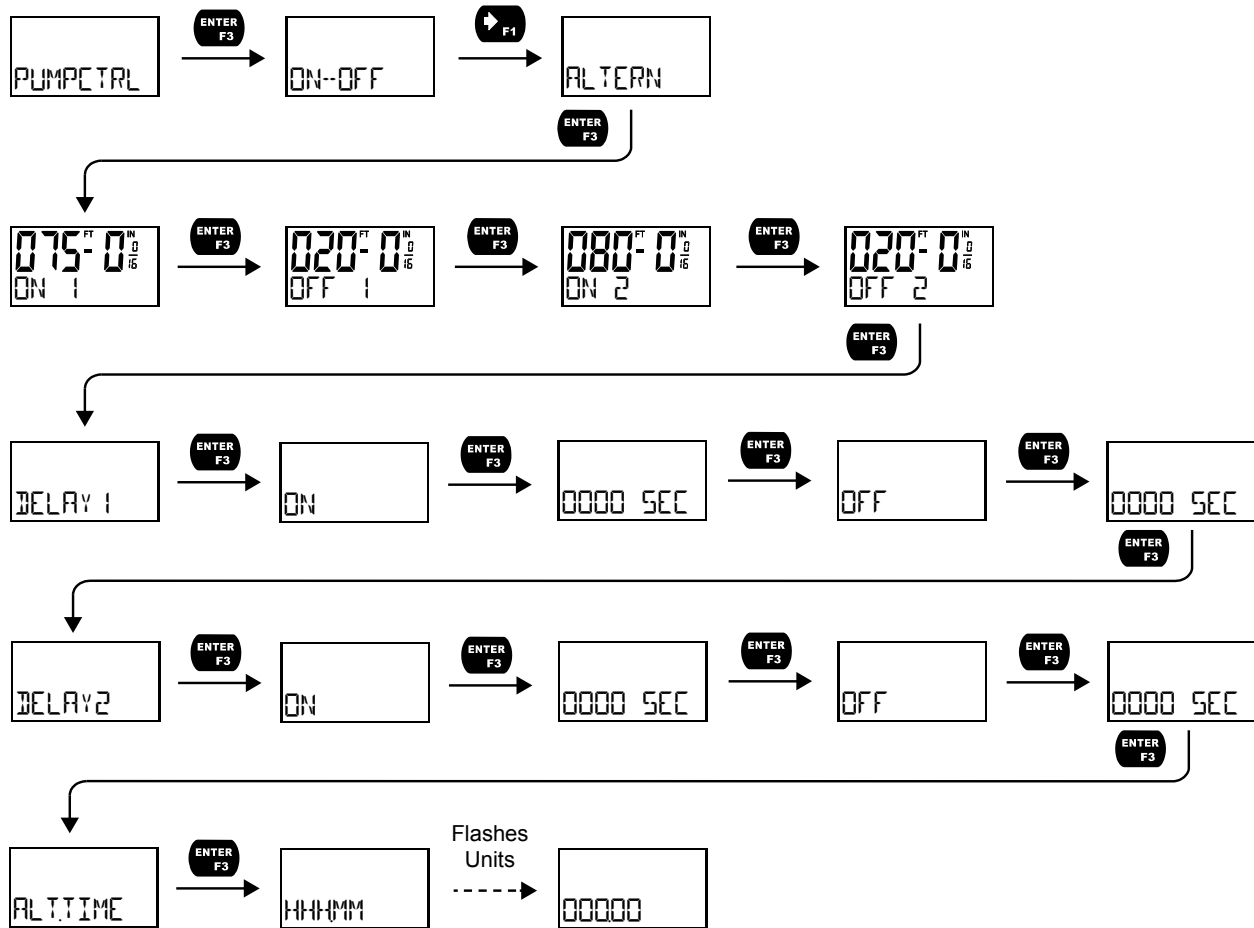 ENTER
F3
F1
PUMPCTRL
ON--OFF
ALTERN
ENTER
F3
075 FT - 0 IN 0/16
ON 1
ENTER
F3
020 FT - 0 IN 0/16
OFF 1
ENTER
F3
080 FT - 0 IN 0/16
ON 2
ENTER
F3
020 FT - 0 IN 0/16
OFF 2
ENTER
F3
DELAY 1
ENTER
F3
ON
ENTER
F3
0000 SEC
ENTER
F3
OFF
ENTER
F3
0000 SEC
ENTER
F3
DELAY2
ENTER
F3
ON
ENTER
F3
0000 SEC
ENTER
F3
OFF
ENTER
F3
0000 SEC
ENTER
F3
ALT.TIME
ENTER
F3
HHH.MM
Flashes
Units
000.00